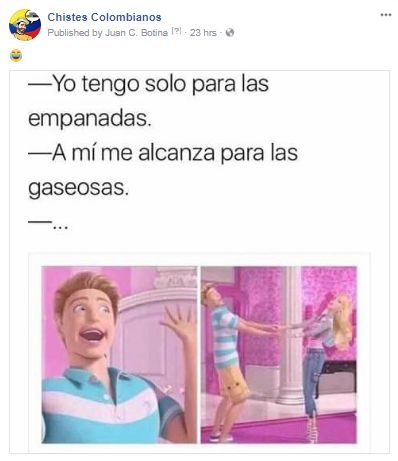 Chistes Colombianos
Published by Juan C. Botina [?] · 23 hrs ·
—Yo tengo solo para las
empanadas.
—A mí me alcanza para las
gaseosas.
—...